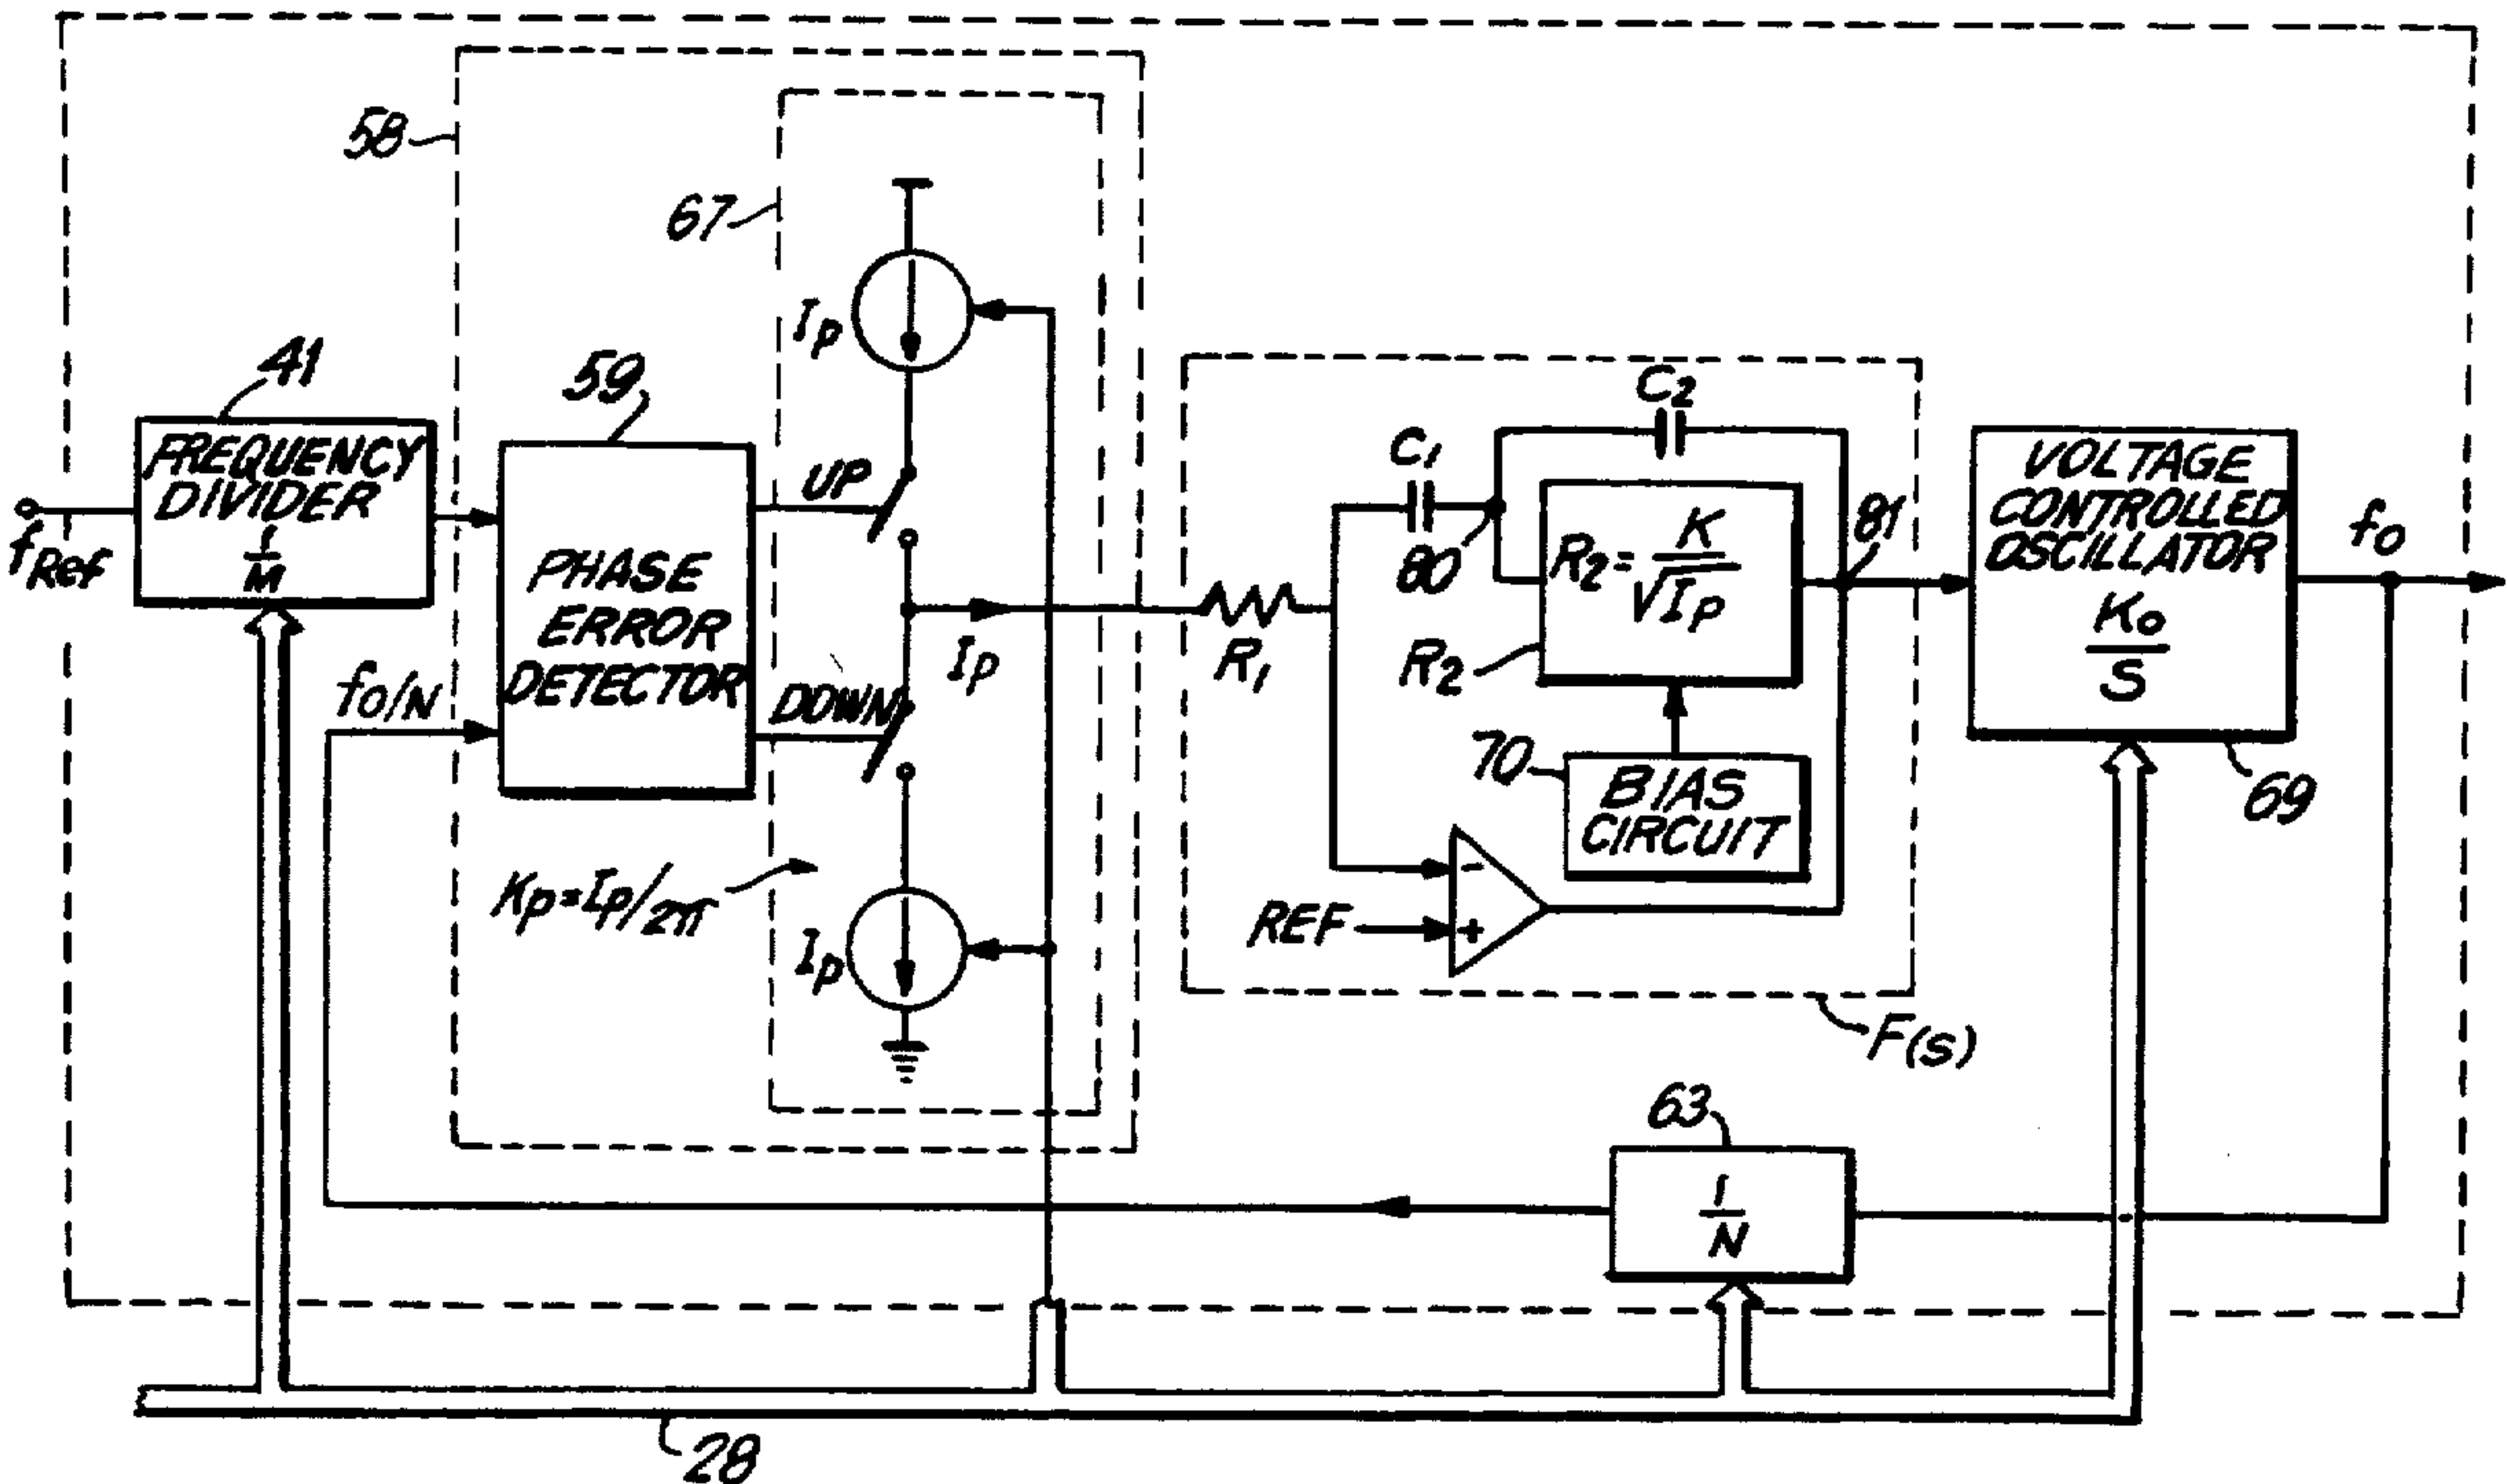 58
67
41
59
FREQUENCY
DIVIDER
1/M
fRef
PHASE
ERROR
DETECTOR
fO/N
UP
DOWN
Ip
Ip
Ip
Kp=Ip/2π
R1
C1
C2
80
R2=K/√Ip
R2
70
BIAS
CIRCUIT
REF
-
+
81
F(S)
VOLTAGE
CONTROLLED
OSCILLATOR
Ko/S
69
fo
63
1/N
28